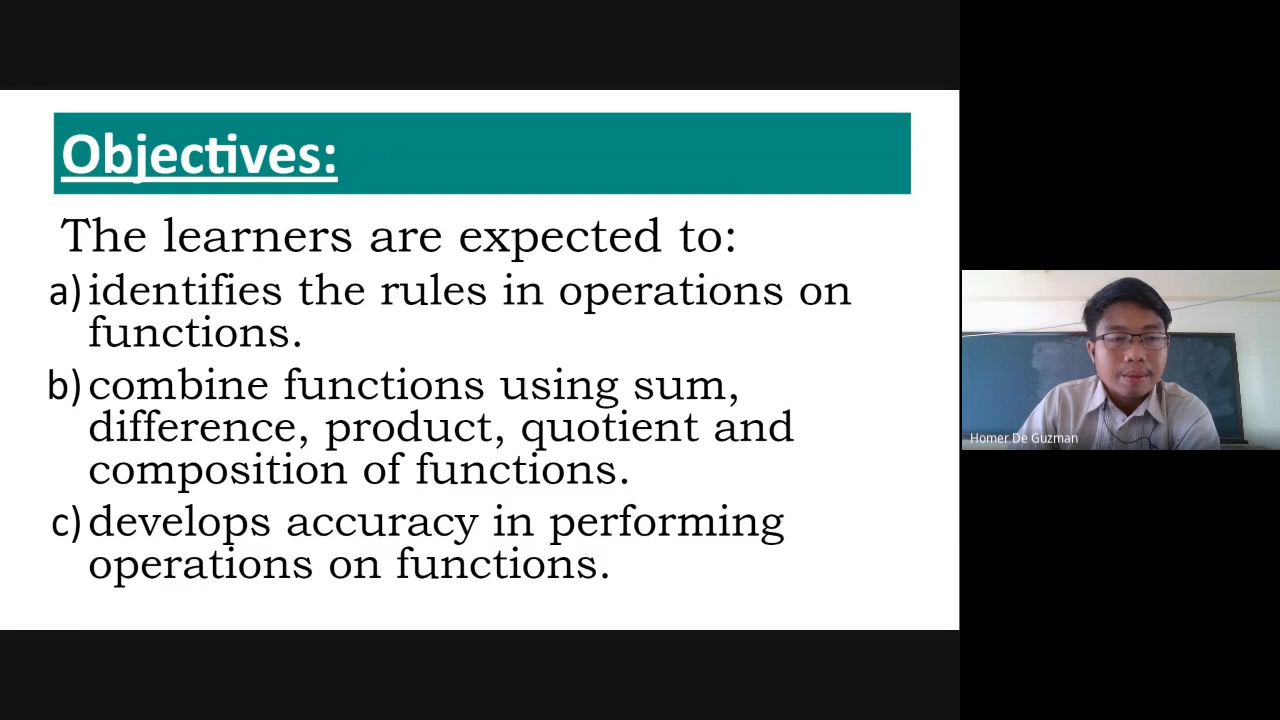 Objectives:
The learners are expected to:
a) identifies the rules in operations on
functions.
b) combine functions using sum,
difference, product, quotient and
composition of functions.
c) develops accuracy in performing
operations on functions.
Homer De Guzman